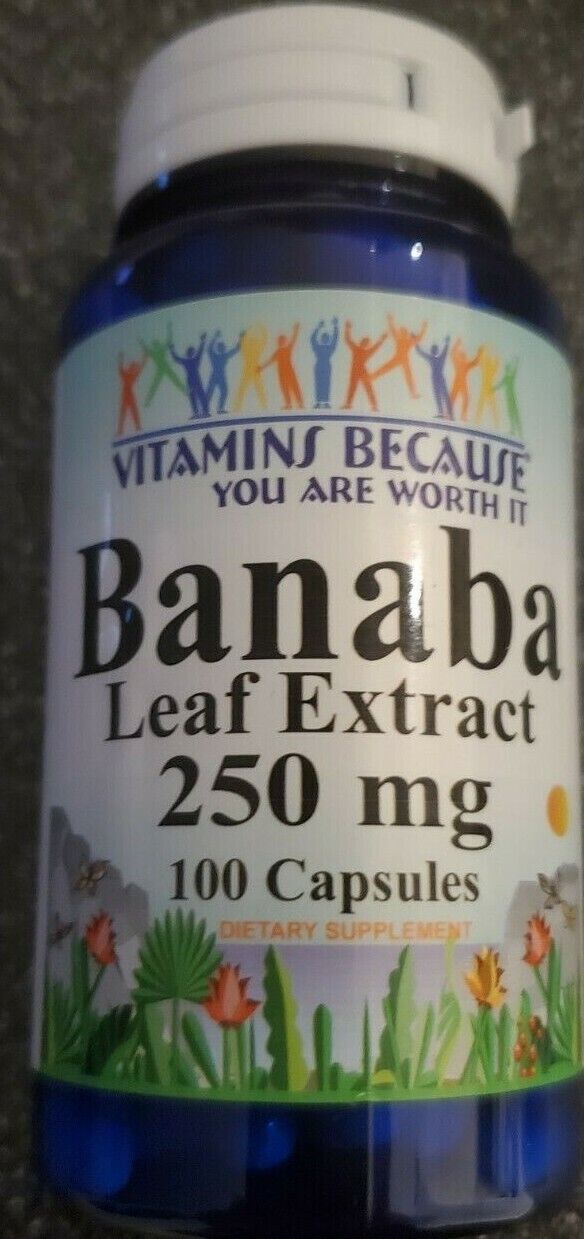 VITAMINS BECAUSE
YOU ARE WORTH IT
Banaba
Leaf Extract
250 mg
100 Capsules
DIETARY SUPPLEMENT